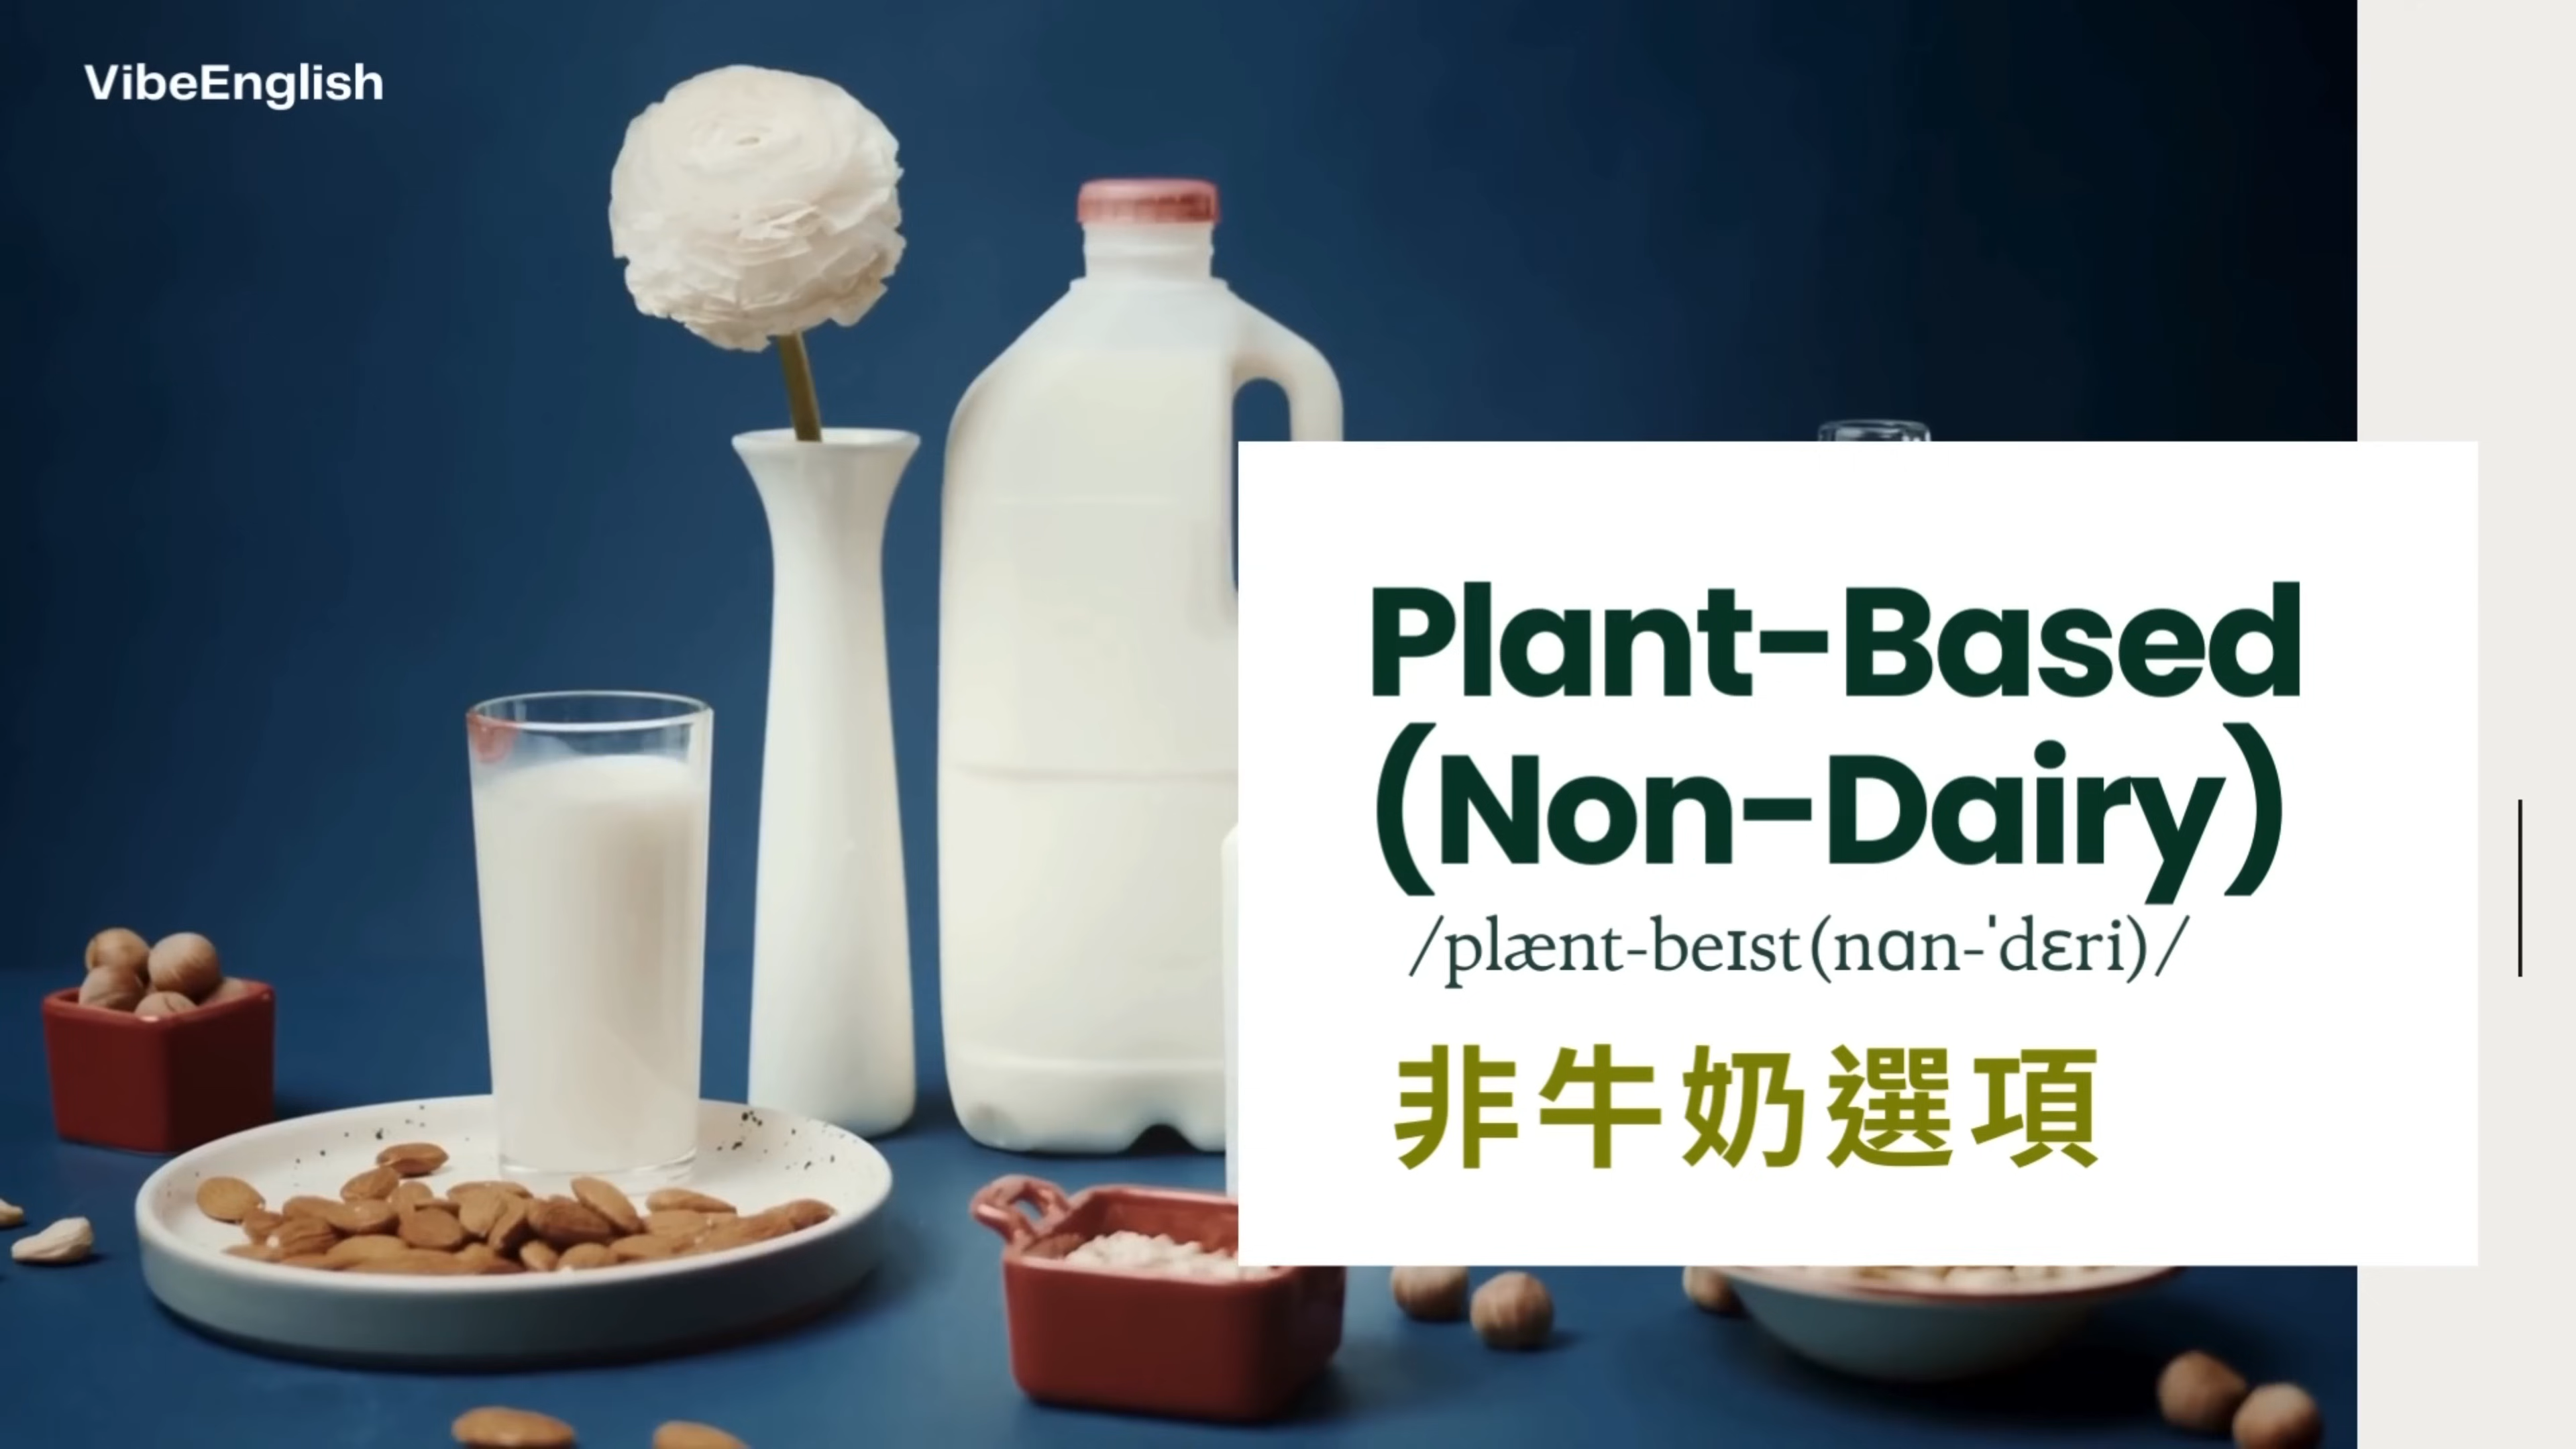 VibeEnglish
Plant-Based
(Non-Dairy)
/plænt-beɪst(nɑn-ˈdɛri)/
非牛奶選項